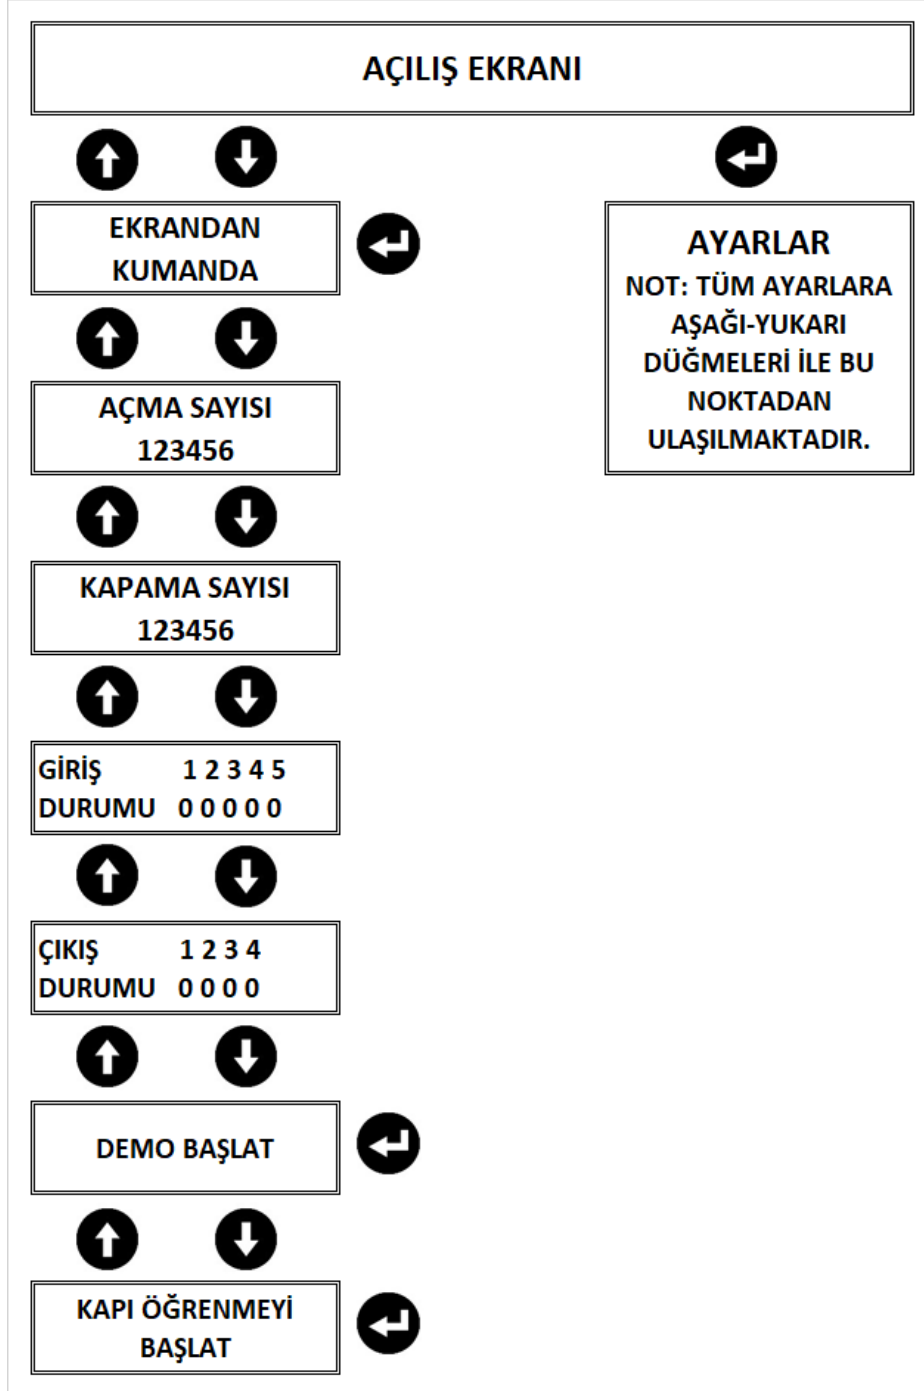 AÇILIŞ EKRANI
EKRANDAN
KUMANDA
AYARLAR
NOT: TÜM AYARLARA
AŞAĞI-YUKARI
DÜĞMELERİ İLE BU
NOKTADAN
ULAŞILMAKTADIR.
AÇMA SAYISI
123456
KAPAMA SAYISI
123456
GİRİŞ 1 2 3 4 5
DURUMU 0 0 0 0 0
ÇIKIŞ 1 2 3 4
DURUMU 0 0 0 0
DEMO BAŞLAT
KAPI ÖĞRENMEYİ
BAŞLAT